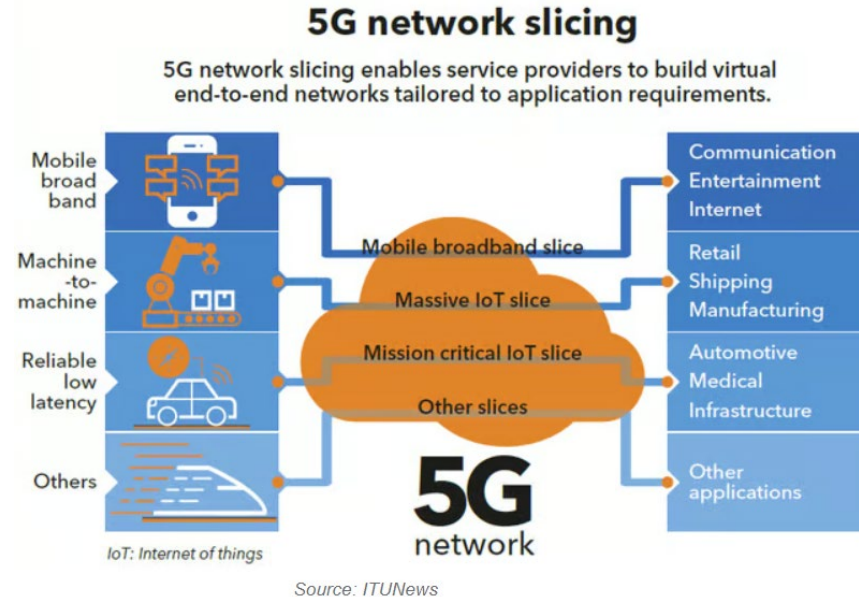 5G network slicing
5G network slicing enables service providers to build virtual
end-to-end networks tailored to application requirements.
Mobile
broad
band
Mobile broadband slice
Communication
Entertainment
Internet
Machine
-to-
machine
Massive IoT slice
Retail
Shipping
Manufacturing
Reliable
low
latency
Mission critical IoT slice
Automotive
Medical
Infrastructure
Others
Other slices
Other
applications
5G
network
IoT: Internet of things
Source: ITUNews